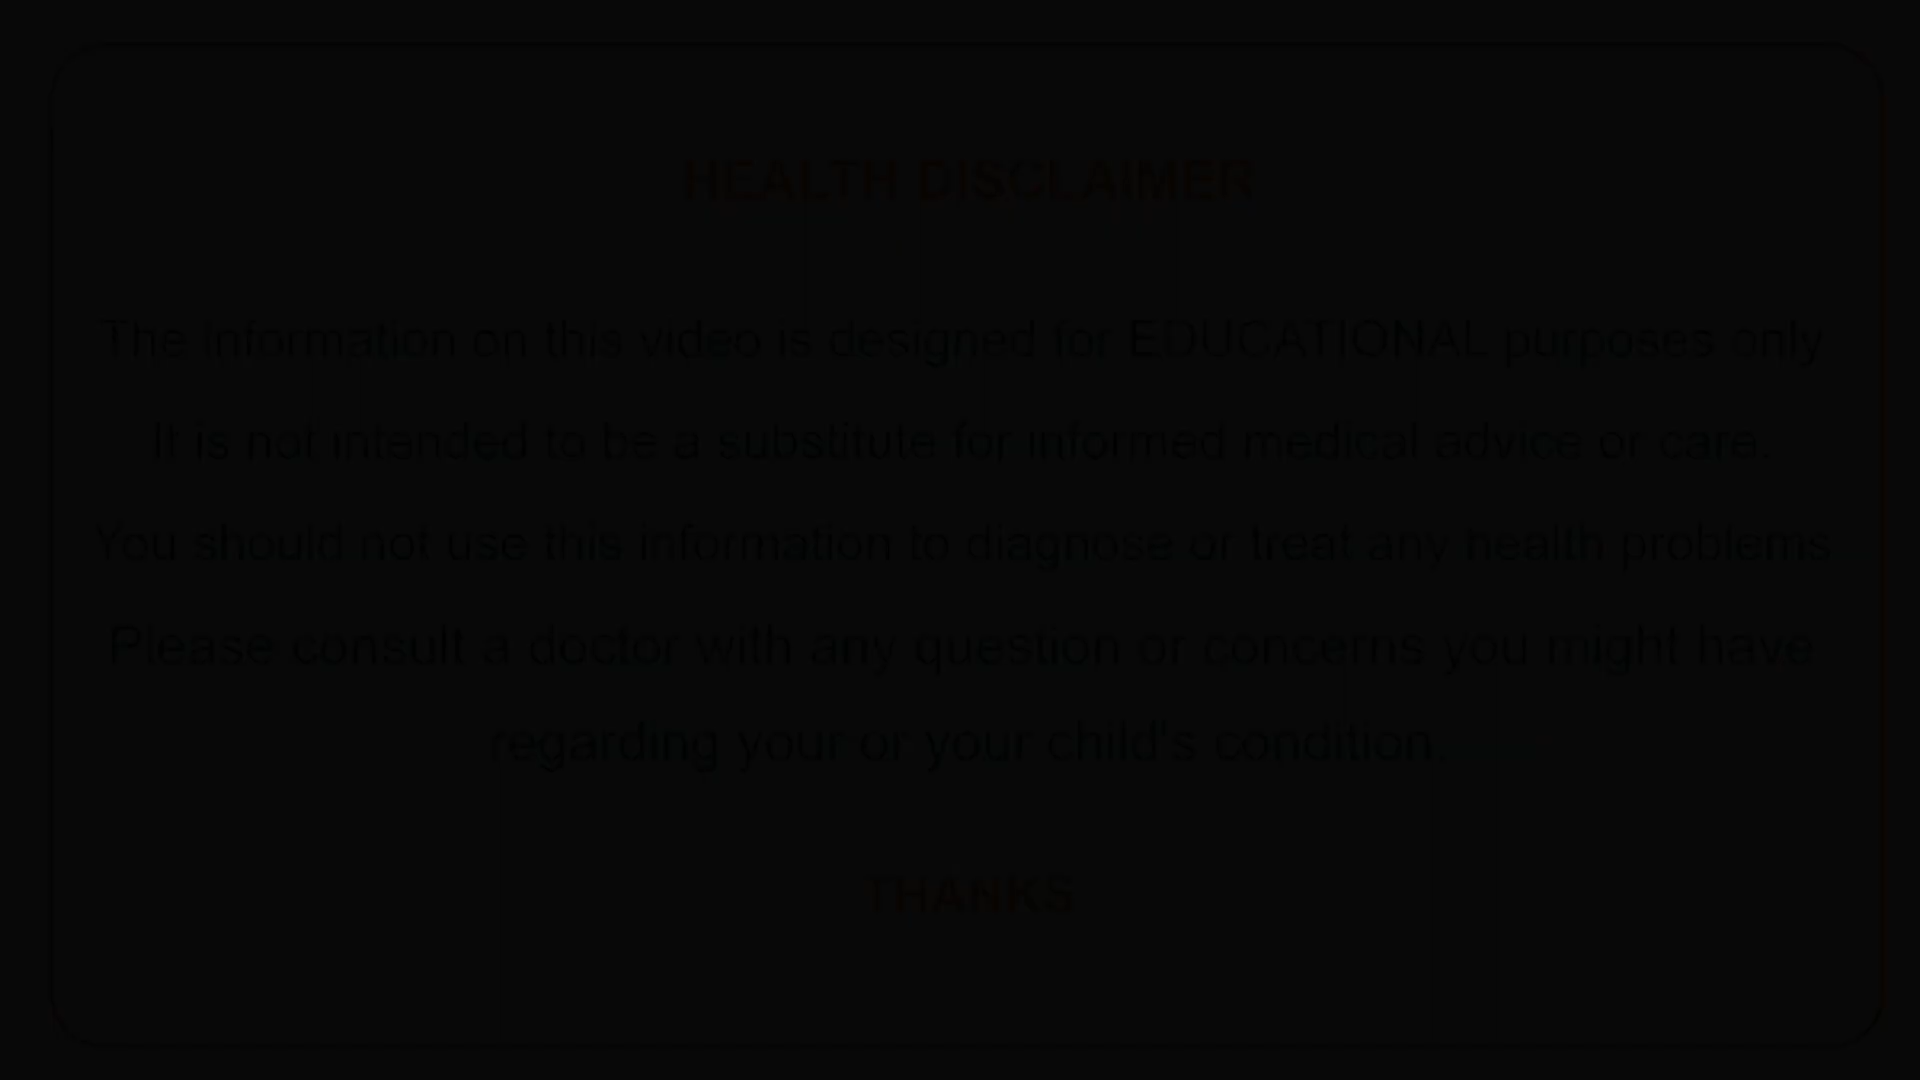 HEALTH DISCLAIMER
The Information on this video is designed for EDUCATIONAL purposes only
It is not intended to be a substitute for informed medical advice or care.
You should not use this information to diagnose or treat any health problems
Please consult a doctor with any question or concerns you might have
regarding your or your child's condition.
THANKS